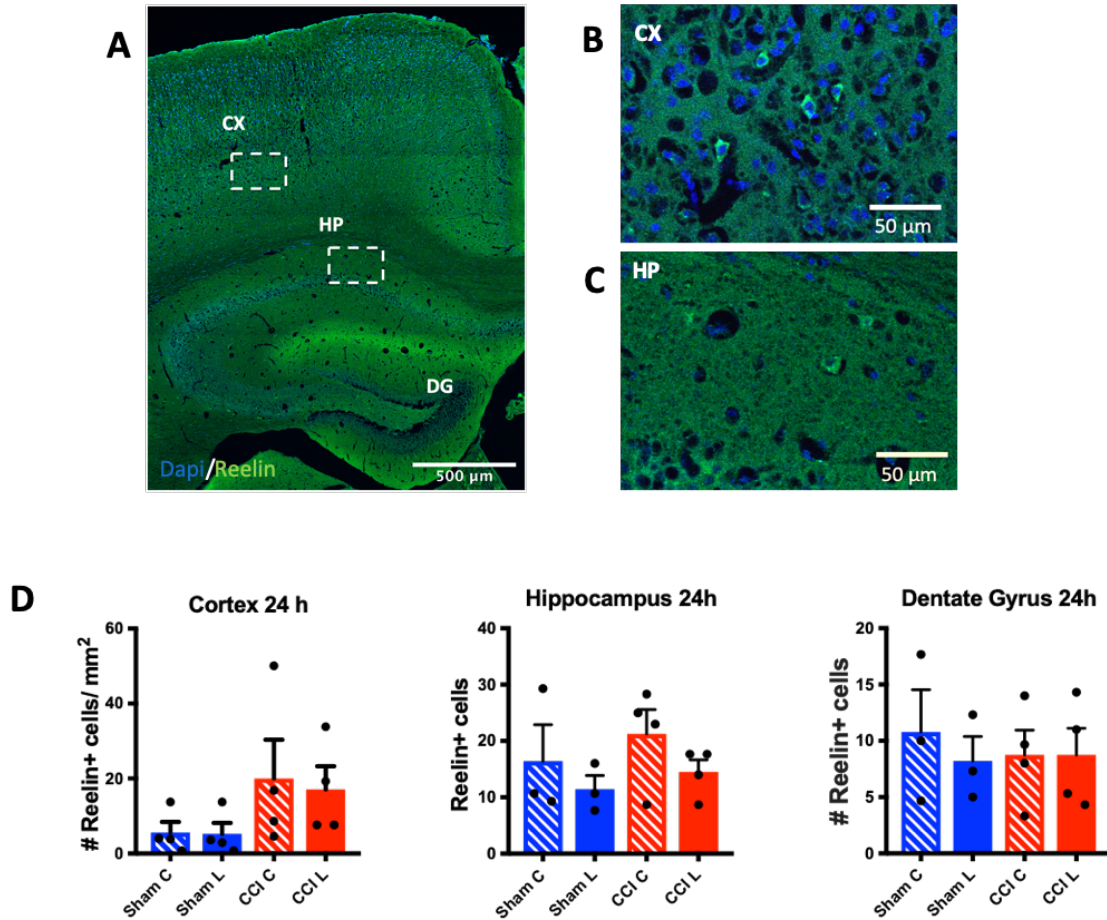 A
CX
HP
DG
Dapi/Reelin
500 µm
B
CX
50 µm
C
HP
50 µm
D
Cortex 24 h
# Reelin+ cells/ mm²
60
40
20
0
Sham C
Sham L
CCI C
CCI L
Hippocampus 24h
Reelin+ cells
40
30
20
10
0
Sham C
Sham L
CCI C
CCI L
Dentate Gyrus 24h
# Reelin+ cells
20
15
10
5
0
Sham C
Sham L
CCI C
CCI L